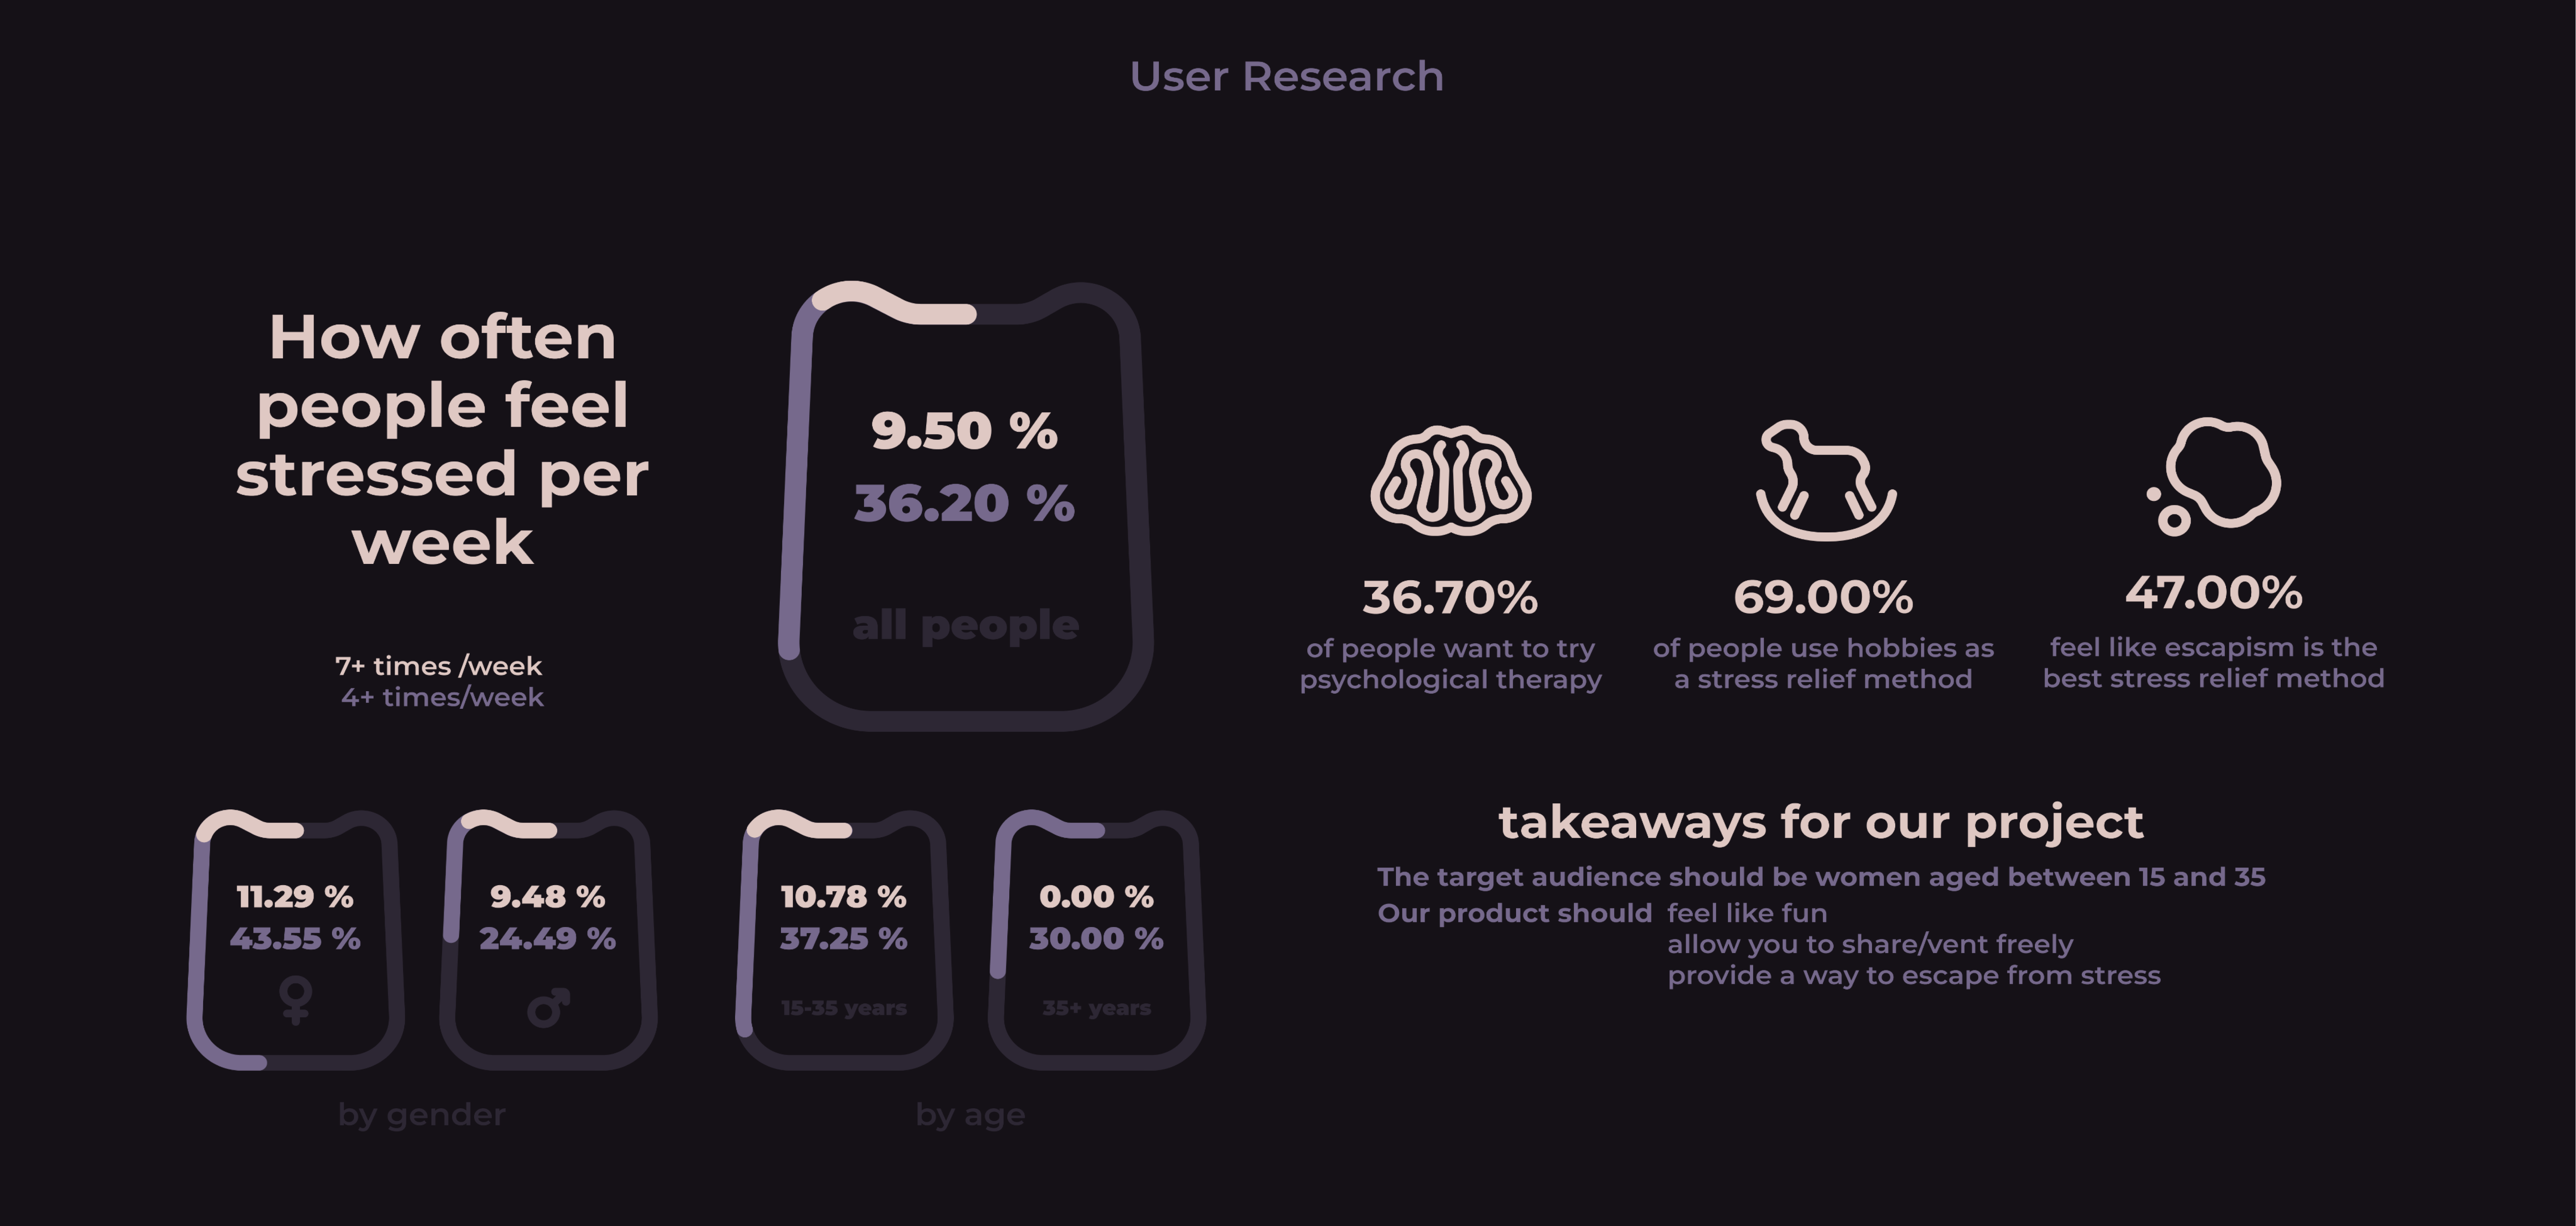 User Research
How often
people feel
stressed per
week
7+ times /week
4+ times/week
9.50 %
36.20 %
all people
11.29 %
43.55 %
9.48 %
24.49 %
by gender
10.78 %
37.25 %
15-35 years
0.00 %
30.00 %
35+ years
by age
36.70%
of people want to try
psychological therapy
69.00%
of people use hobbies as
a stress relief method
47.00%
feel like escapism is the
best stress relief method
takeaways for our project
The target audience should be women aged between 15 and 35
Our product should feel like fun
allow you to share/vent freely
provide a way to escape from stress